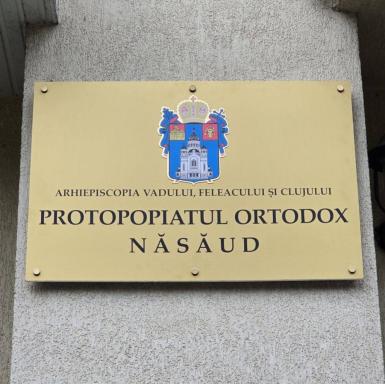 ARHIEPISCOPIA VADULUI, FELEACULUI ȘI CLUJULUI
PROTOPOPIATUL ORTODOX
NĂSĂUD